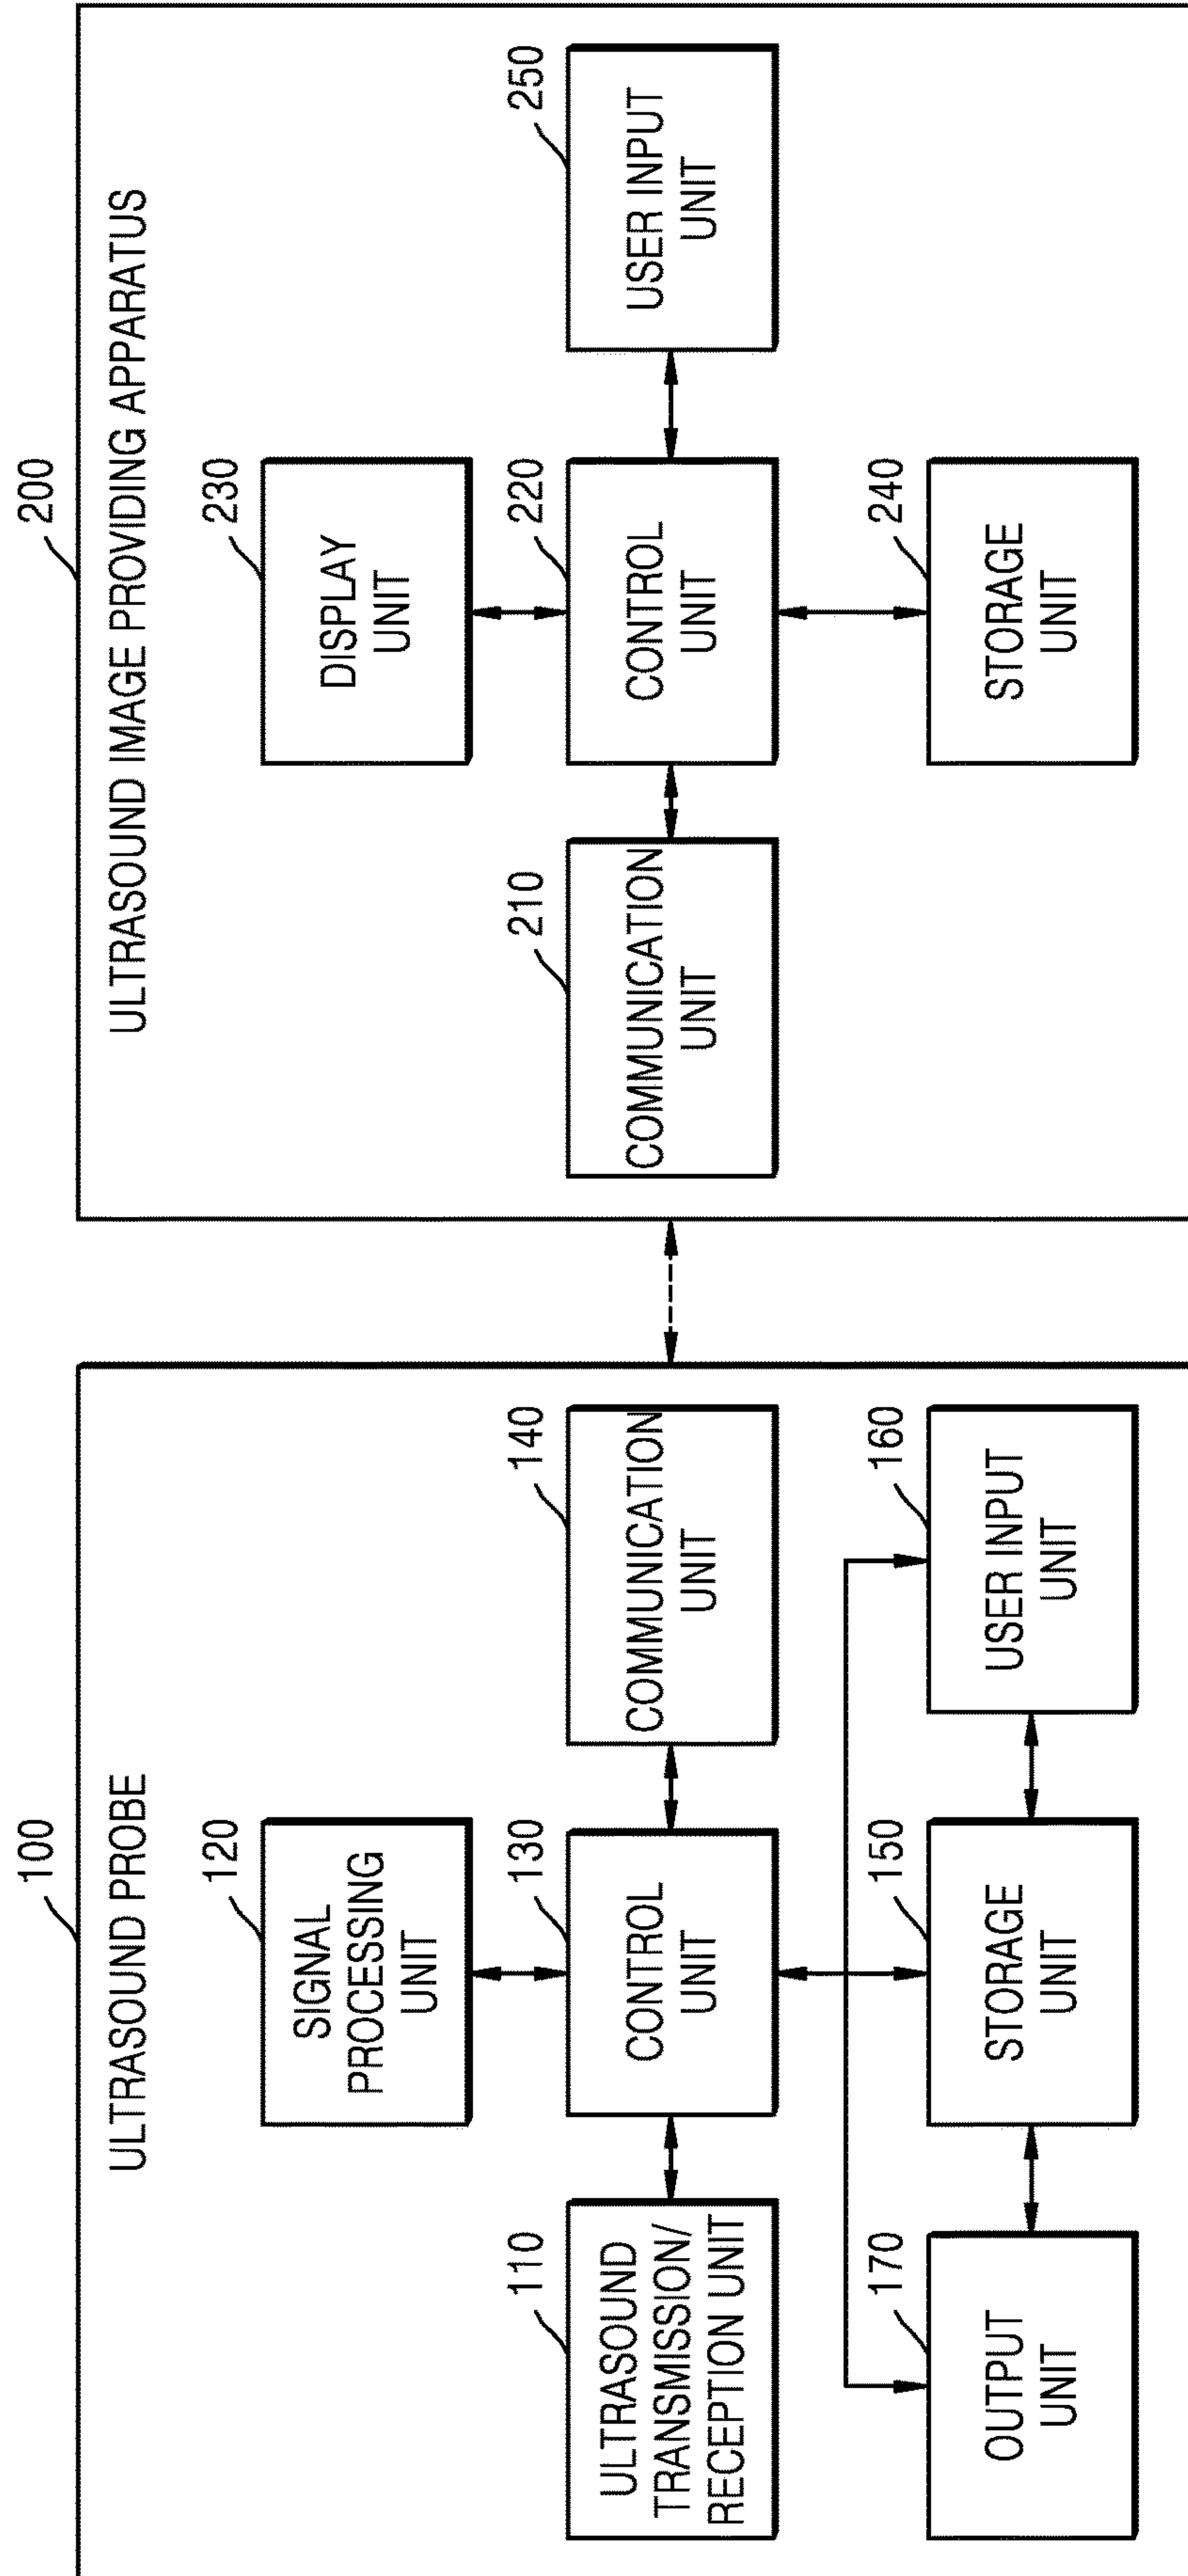 100
ULTRASOUND PROBE
120
SIGNAL
PROCESSING
UNIT
110
ULTRASOUND
TRANSMISSION/
RECEPTION UNIT
130
CONTROL
UNIT
140
COMMUNICATION
UNIT
170
OUTPUT
UNIT
150
STORAGE
UNIT
160
USER INPUT
UNIT
200
ULTRASOUND IMAGE PROVIDING APPARATUS
230
DISPLAY
UNIT
210
COMMUNICATION
UNIT
220
CONTROL
UNIT
250
USER INPUT
UNIT
240
STORAGE
UNIT